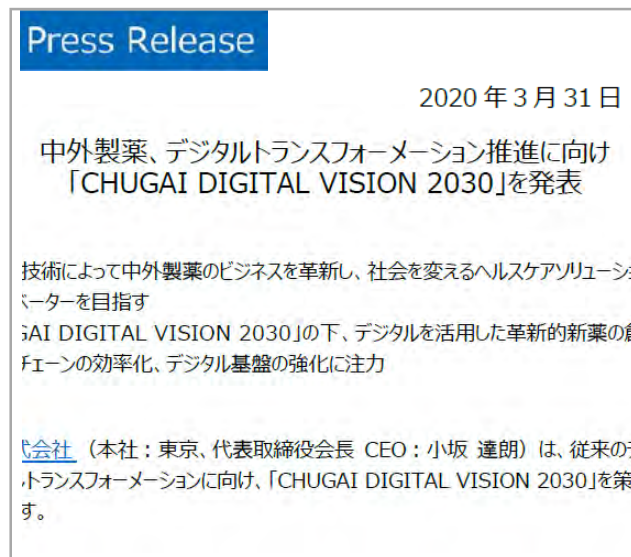 Press Release
2020 年 3 月 31 日
中外製薬、デジタルトランスフォーメーション推進に向け
「CHUGAI DIGITAL VISION 2030」を発表
技術によって中外製薬のビジネスを革新し、社会を変えるヘルスケアソリューシ
ベーターを目指す
GAI DIGITAL VISION 2030」の下、デジタルを活用した革新的新薬の創
チェーンの効率化、デジタル基盤の強化に注力
式会社（本社：東京、代表取締役会長 CEO：小坂 達朗）は、従来の
トランスフォーメーションに向け、「CHUGAI DIGITAL VISION 2030」を策
す。